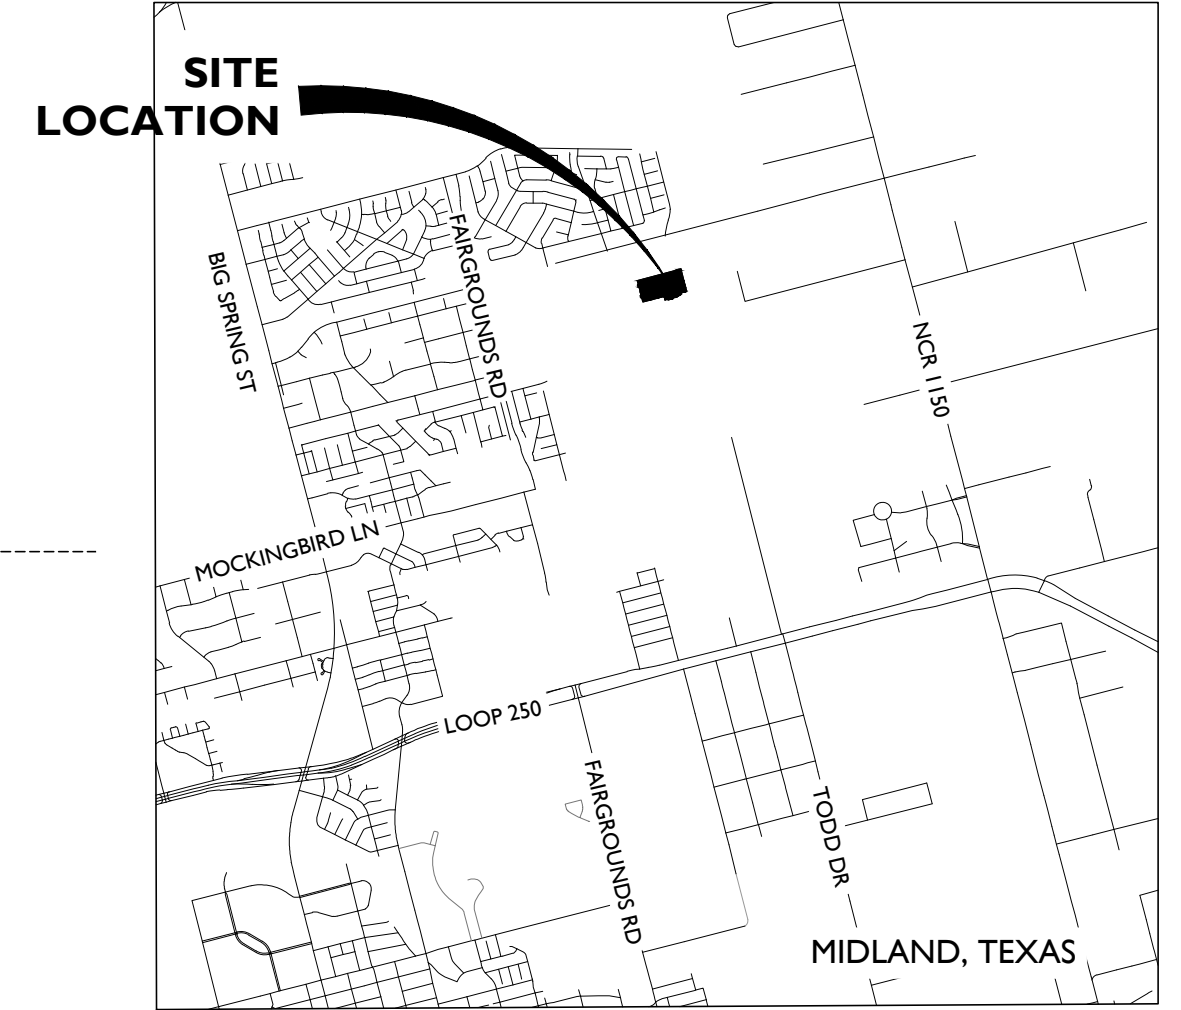 SITE
LOCATION
FAIRGROUNDS RD
BIG SPRING ST
NCR 1150
MOCKINGBIRD LN
LOOP 250
FAIRGROUNDS RD
TODD DR
MIDLAND, TEXAS